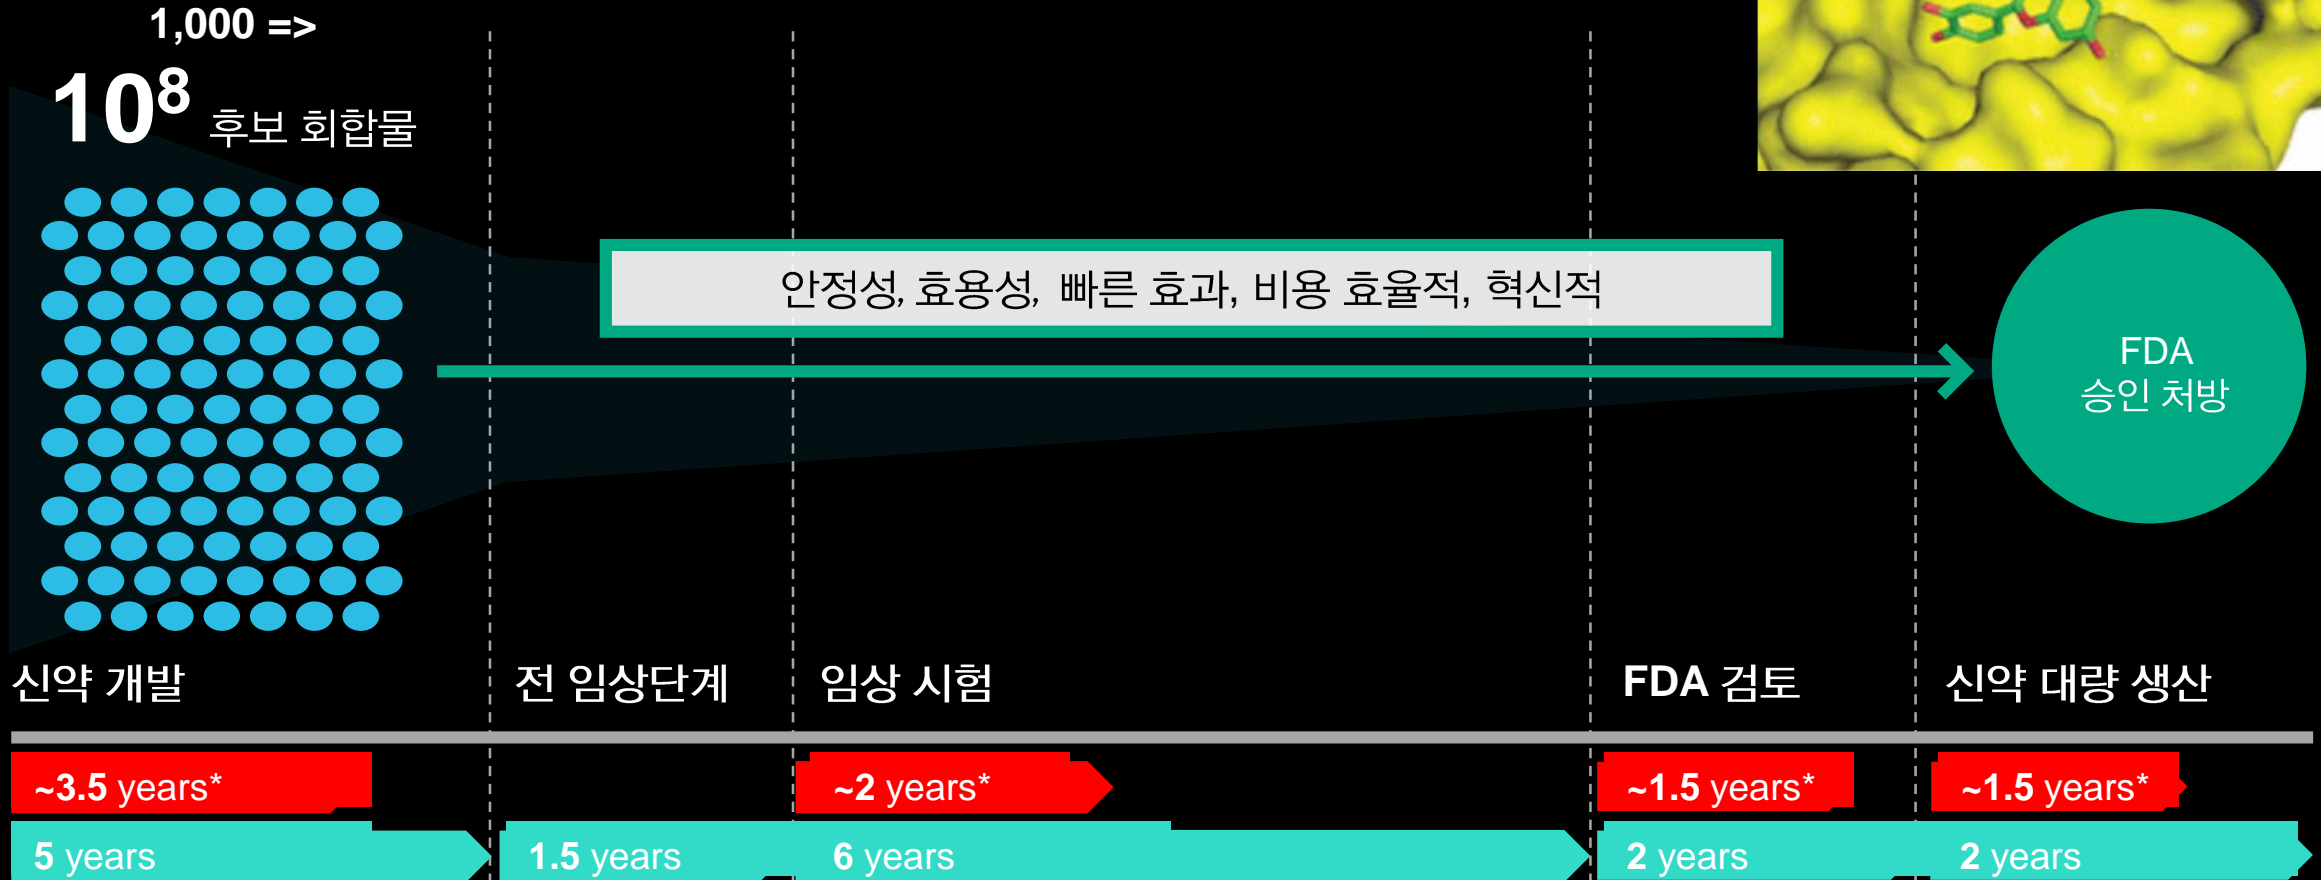 1,000 =>
10⁸ 후보 회합물
안정성, 효용성, 빠른 효과, 비용 효율적, 혁신적
FDA
승인 처방
신약 개발
전 임상단계
임상 시험
FDA 검토
신약 대량 생산
~3.5 years*
~2 years*
~1.5 years*
~1.5 years*
5 years
1.5 years
6 years
2 years
2 years